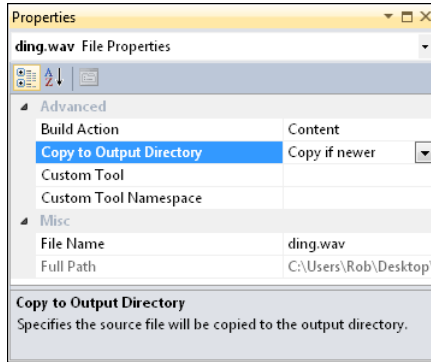 Properties
ding.wav File Properties
Advanced
Build Action Content
Copy to Output Directory Copy if newer
Custom Tool
Custom Tool Namespace
Misc
File Name ding.wav
Full Path C:\Users\Rob\Desktop\
Copy to Output Directory
Specifies the source file will be copied to the output directory.